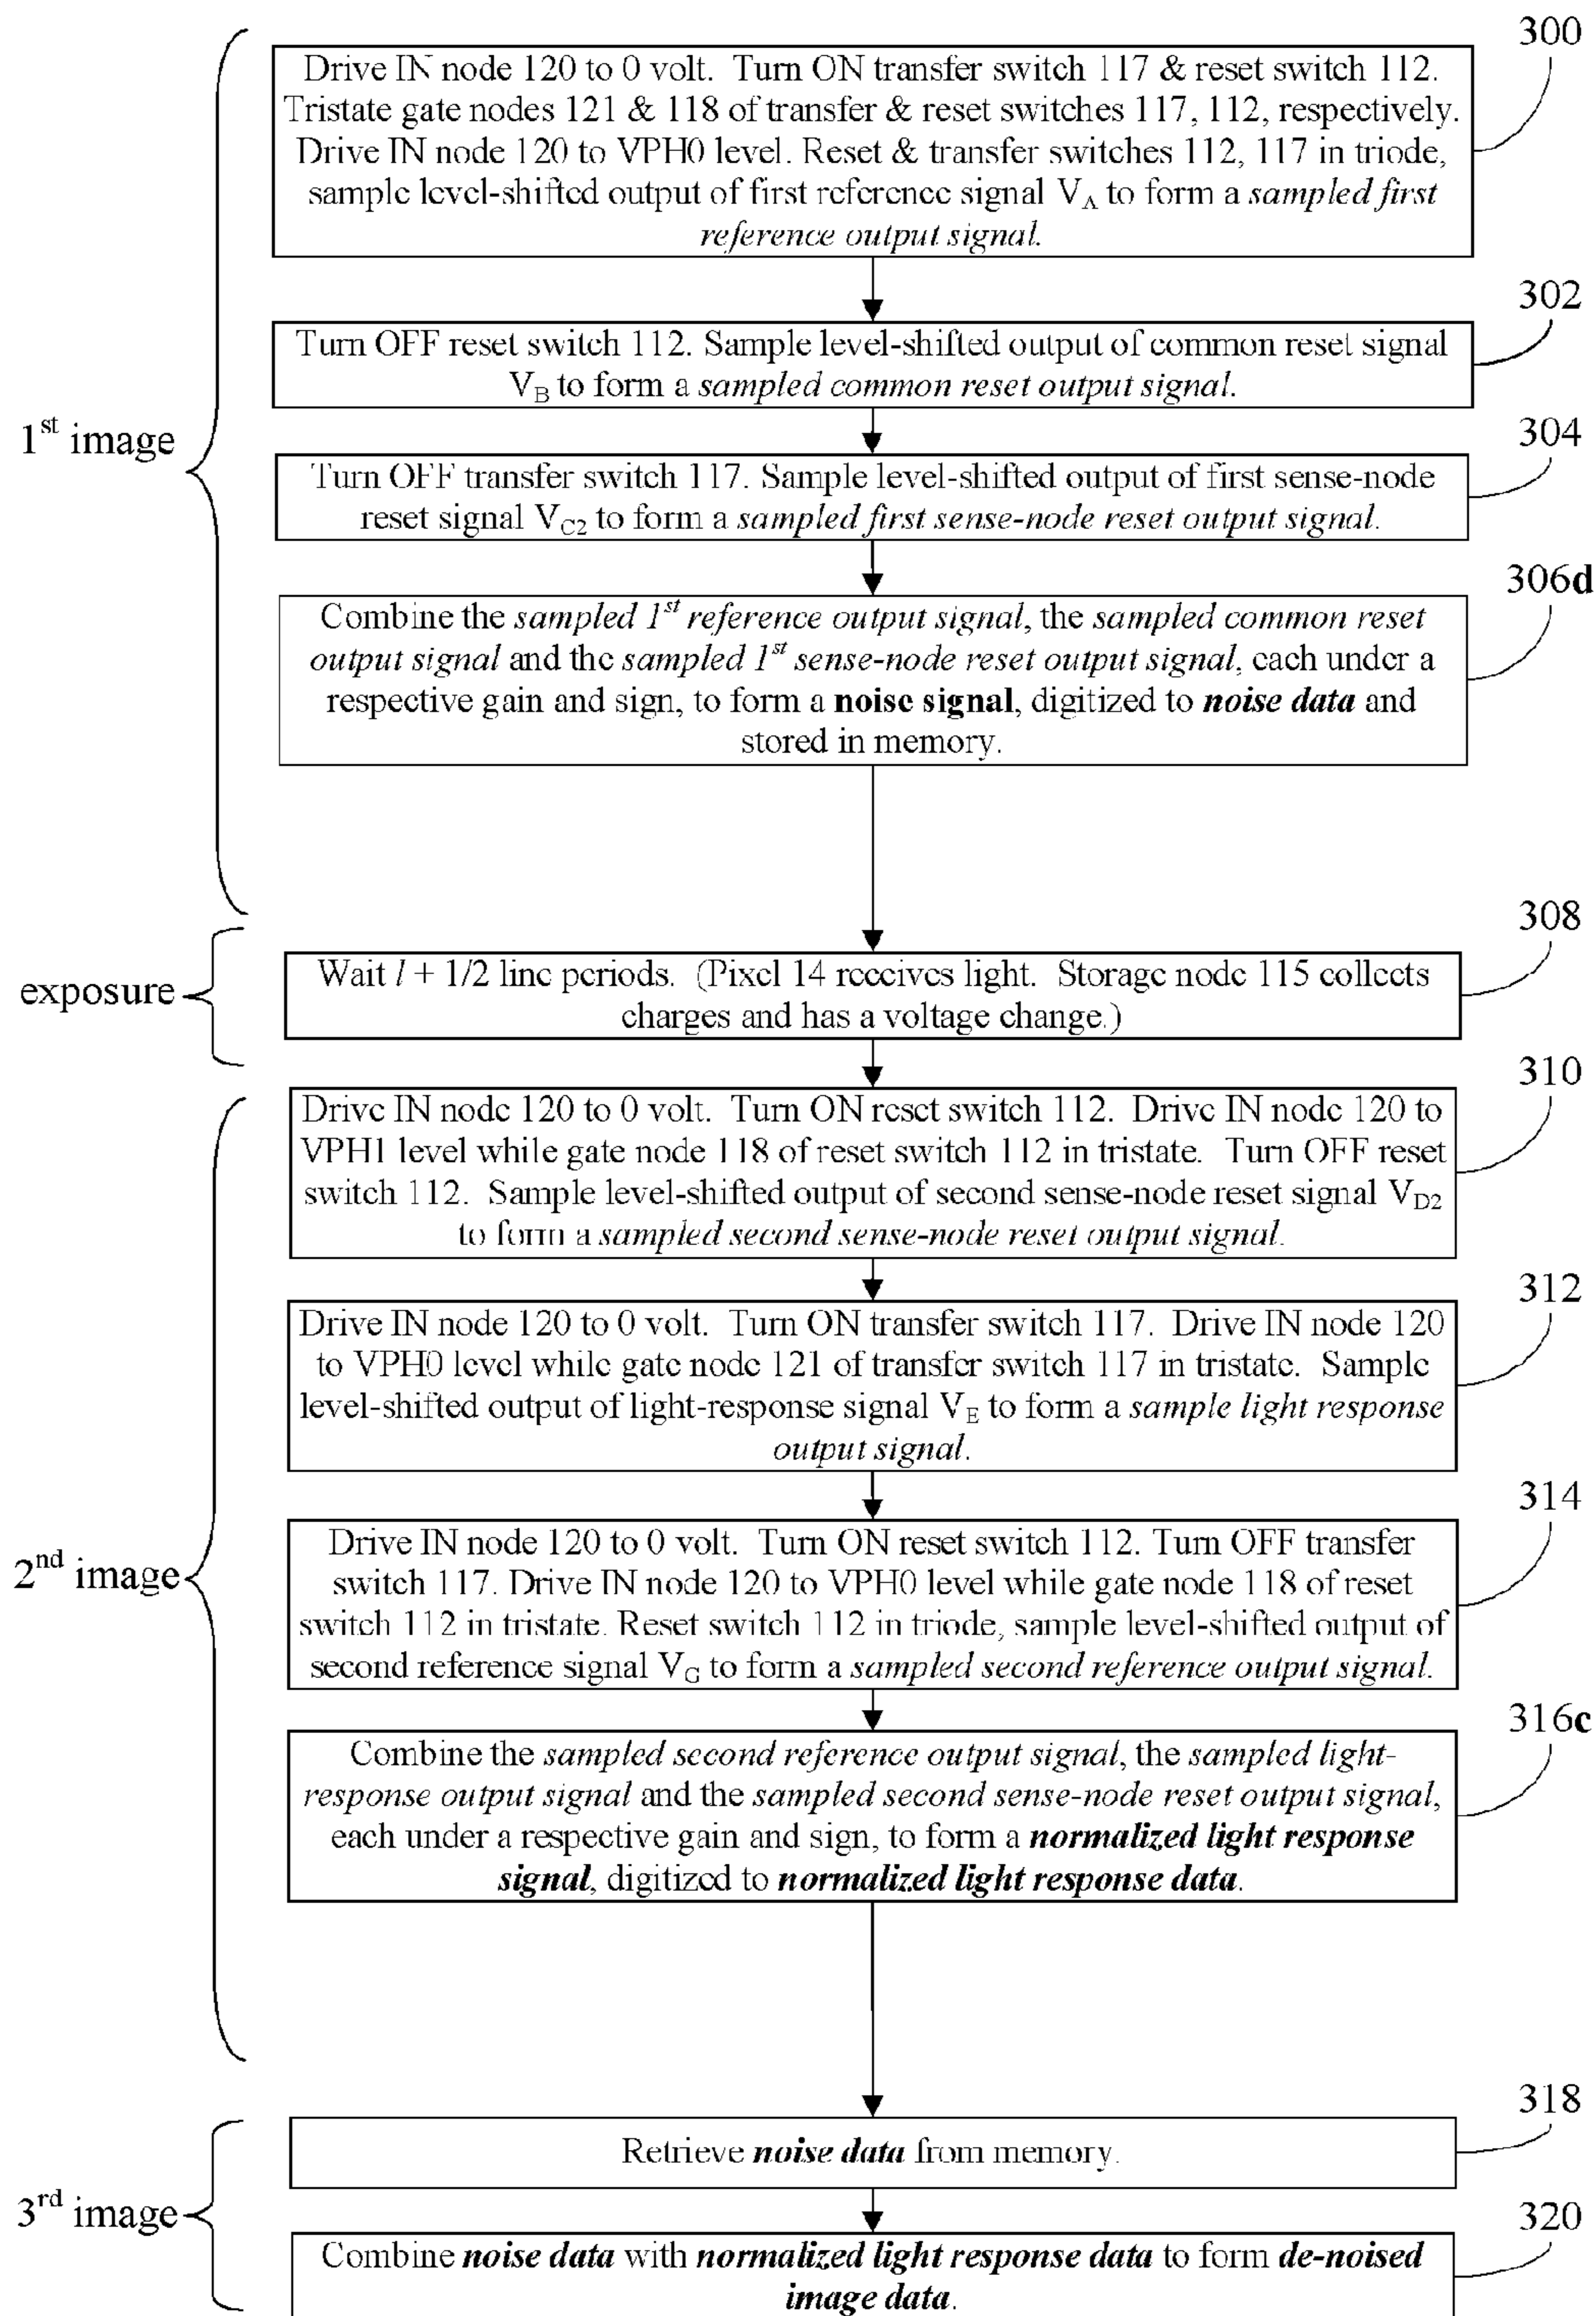 300
Drive IN node 120 to 0 volt. Turn ON transfer switch 117 & reset switch 112.
Tristate gate nodes 121 & 118 of transfer & reset switches 117, 112, respectively.
Drive IN node 120 to VPH0 level. Reset & transfer switches 112, 117 in triode,
sample level-shifted output of first reference signal V_A to form a sampled first
reference output signal.
302
Turn OFF reset switch 112. Sample level-shifted output of common reset signal
V_B to form a sampled common reset output signal.
1st image
304
Turn OFF transfer switch 117. Sample level-shifted output of first sense-node
reset signal V_C2 to form a sampled first sense-node reset output signal.
306d
Combine the sampled 1st reference output signal, the sampled common reset
output signal and the sampled 1st sense-node reset output signal, each under a
respective gain and sign, to form a noise signal, digitized to noise data and
stored in memory.
308
exposure
Wait l + 1/2 line periods. (Pixel 14 receives light. Storage node 115 collects
charges and has a voltage change.)
310
Drive IN node 120 to 0 volt. Turn ON reset switch 112. Drive IN node 120 to
VPH1 level while gate node 118 of reset switch 112 in tristate. Turn OFF reset
switch 112. Sample level-shifted output of second sense-node reset signal V_D2
to form a sampled second sense-node reset output signal.
312
Drive IN node 120 to 0 volt. Turn ON transfer switch 117. Drive IN node 120
to VPH0 level while gate node 121 of transfer switch 117 in tristate. Sample
level-shifted output of light-response signal V_E to form a sample light response
output signal.
2nd image
314
Drive IN node 120 to 0 volt. Turn ON reset switch 112. Turn OFF transfer
switch 117. Drive IN node 120 to VPH0 level while gate node 118 of reset
switch 112 in tristate. Reset switch 112 in triode, sample level-shifted output of
second reference signal V_G to form a sampled second reference output signal.
316c
Combine the sampled second reference output signal, the sampled light-
response output signal and the sampled second sense-node reset output signal,
each under a respective gain and sign, to form a normalized light response
signal, digitized to normalized light response data.
318
Retrieve noise data from memory.
3rd image
320
Combine noise data with normalized light response data to form de-noised
image data.